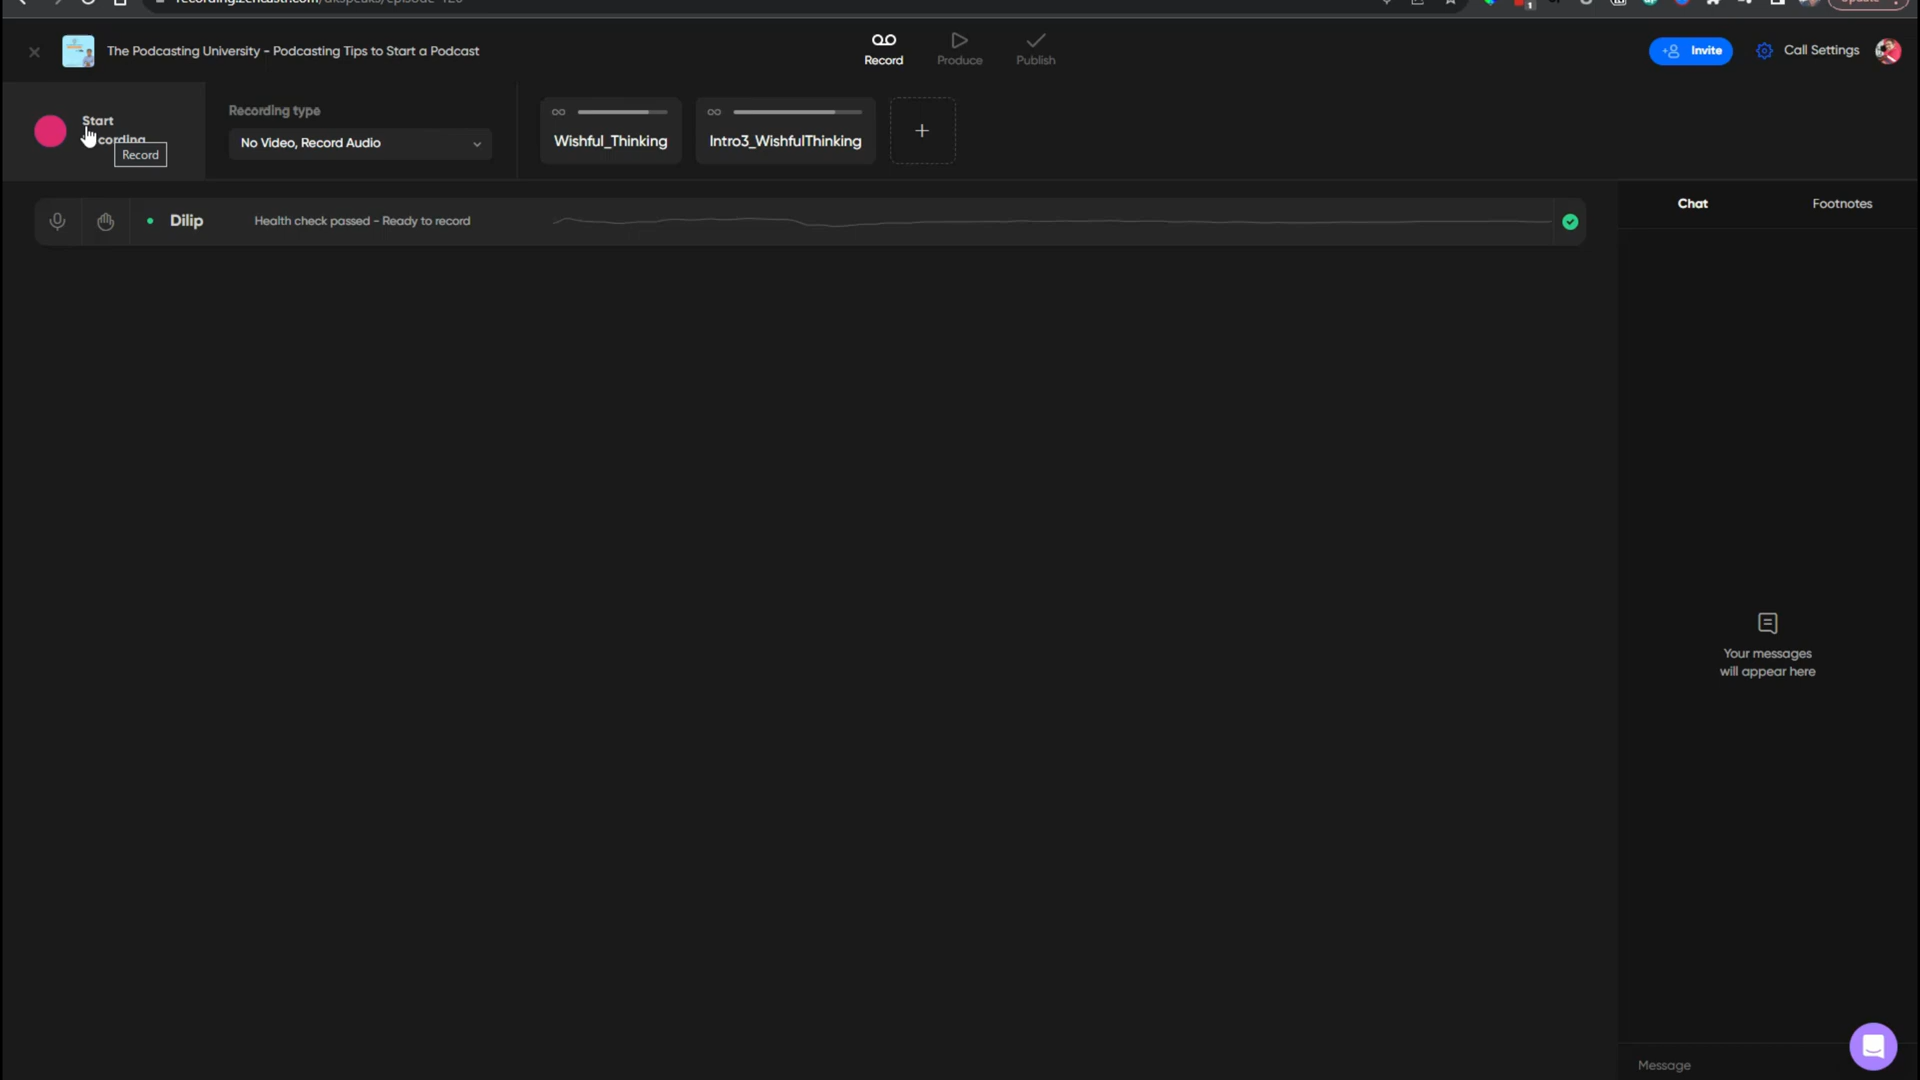 The Podcasting University - Podcasting Tips to Start a Podcast
Record
Produce
Publish
Invite
Call Settings
1
Start
cording
Record
Recording type
No Video, Record Audio
Wishful_Thinking
Intro3_WishfulThinking
Dilip
Health check passed - Ready to record
Chat
Footnotes
Your messages
will appear here
Message